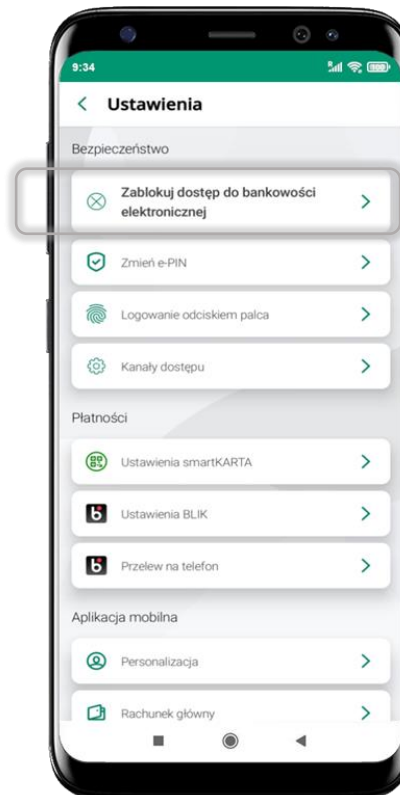 9:34
Ustawienia
Bezpieczeństwo
Zablokuj dostęp do bankowości
elektronicznej
Zmień e-PIN
Logowanie odciskiem palca
Kanały dostępu
Płatności
Ustawienia smartKARTA
Ustawienia BLIK
Przelew na telefon
Aplikacja mobilna
Personalizacja
Rachunek główny